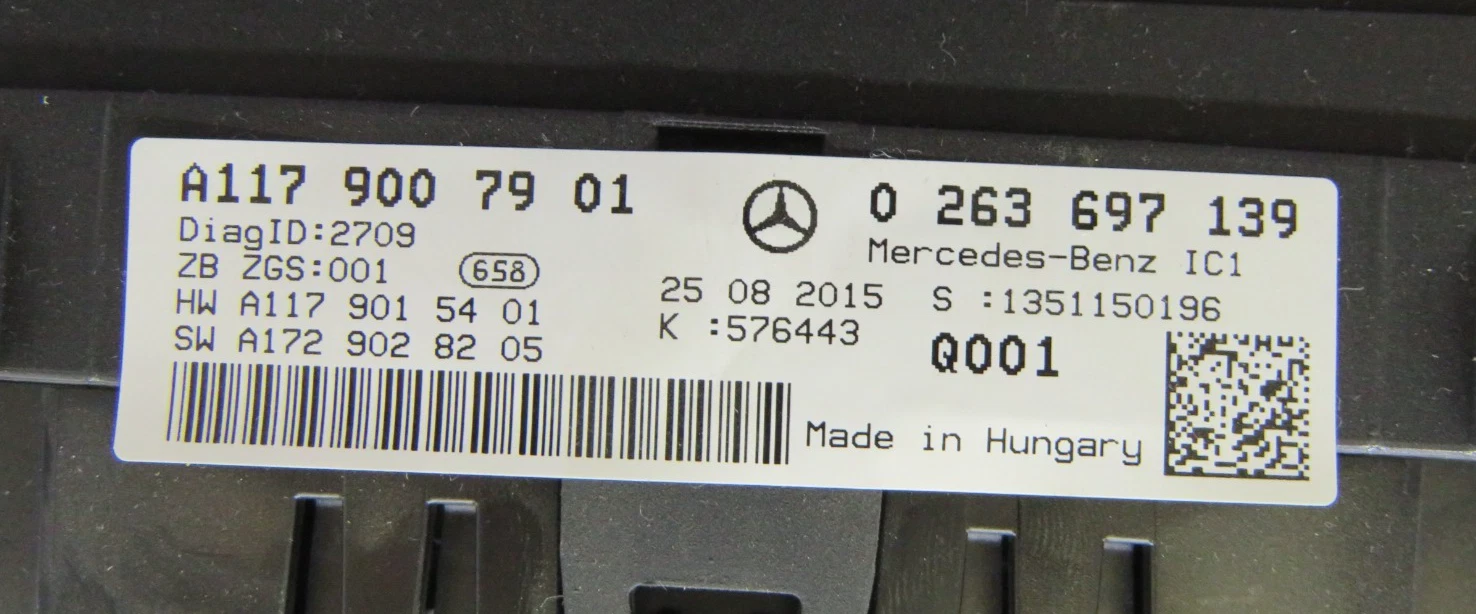 A117 900 79 01
0 263 697 139
DiagID:2709
Mercedes-Benz IC1
ZB ZGS:001
658
25 08 2015
S :1351150196
HW A117 901 54 01
K :576443
SW A172 902 82 05
Q001
Made in Hungary